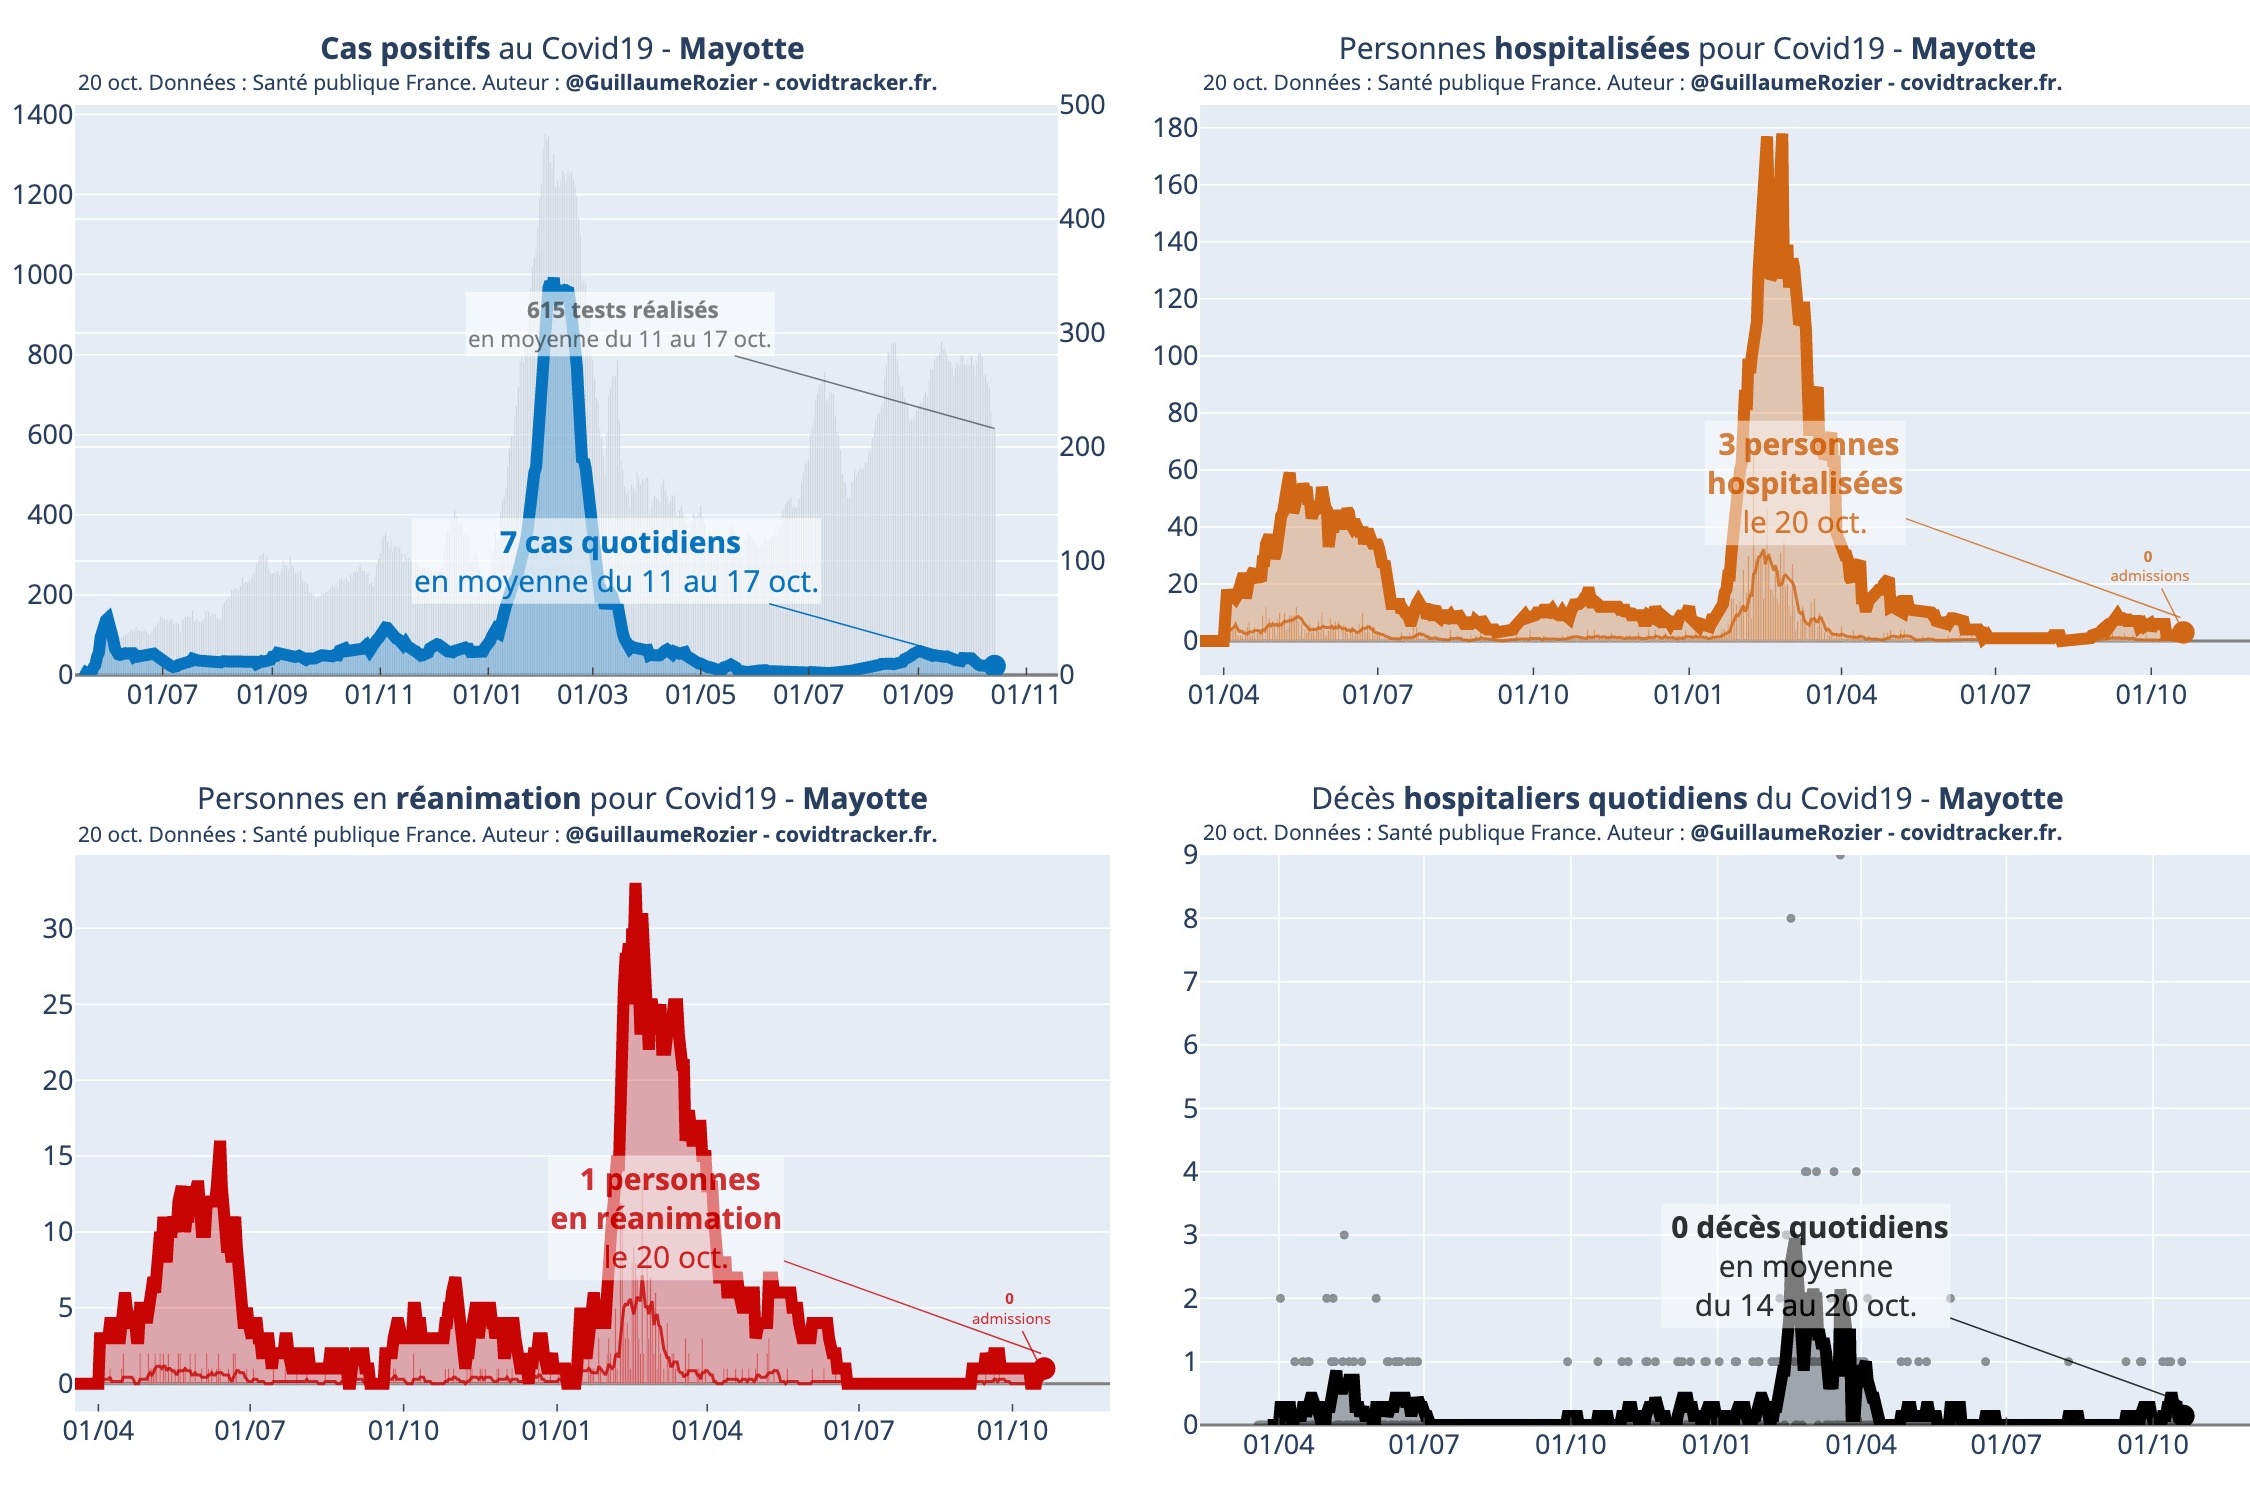 Cas positifs au Covid19 - Mayotte
20 oct. Données : Santé publique France. Auteur : @GuillaumeRozier - covidtracker.fr.
1400
1200
1000
800
600
400
200
0
500
400
300
200
100
0
615 tests réalisés
en moyenne du 11 au 17 oct.
7 cas quotidiens
en moyenne du 11 au 17 oct.
01/07 01/09 01/11 01/01 01/03 01/05 01/07 01/09 01/11
Personnes hospitalisées pour Covid19 - Mayotte
20 oct. Données : Santé publique France. Auteur : @GuillaumeRozier - covidtracker.fr.
180
160
140
120
100
80
60
40
20
0
3 personnes
hospitalisées
le 20 oct.
0
admissions
01/04 01/07 01/10 01/01 01/04 01/07 01/10
Personnes en réanimation pour Covid19 - Mayotte
20 oct. Données : Santé publique France. Auteur : @GuillaumeRozier - covidtracker.fr.
30
25
20
15
10
5
0
1 personnes
en réanimation
le 20 oct.
0
admissions
01/04 01/07 01/10 01/01 01/04 01/07 01/10
Décès hospitaliers quotidiens du Covid19 - Mayotte
20 oct. Données : Santé publique France. Auteur : @GuillaumeRozier - covidtracker.fr.
9
8
7
6
5
4
3
2
1
0
0 décès quotidiens
en moyenne
du 14 au 20 oct.
01/04 01/07 01/10 01/01 01/04 01/07 01/10